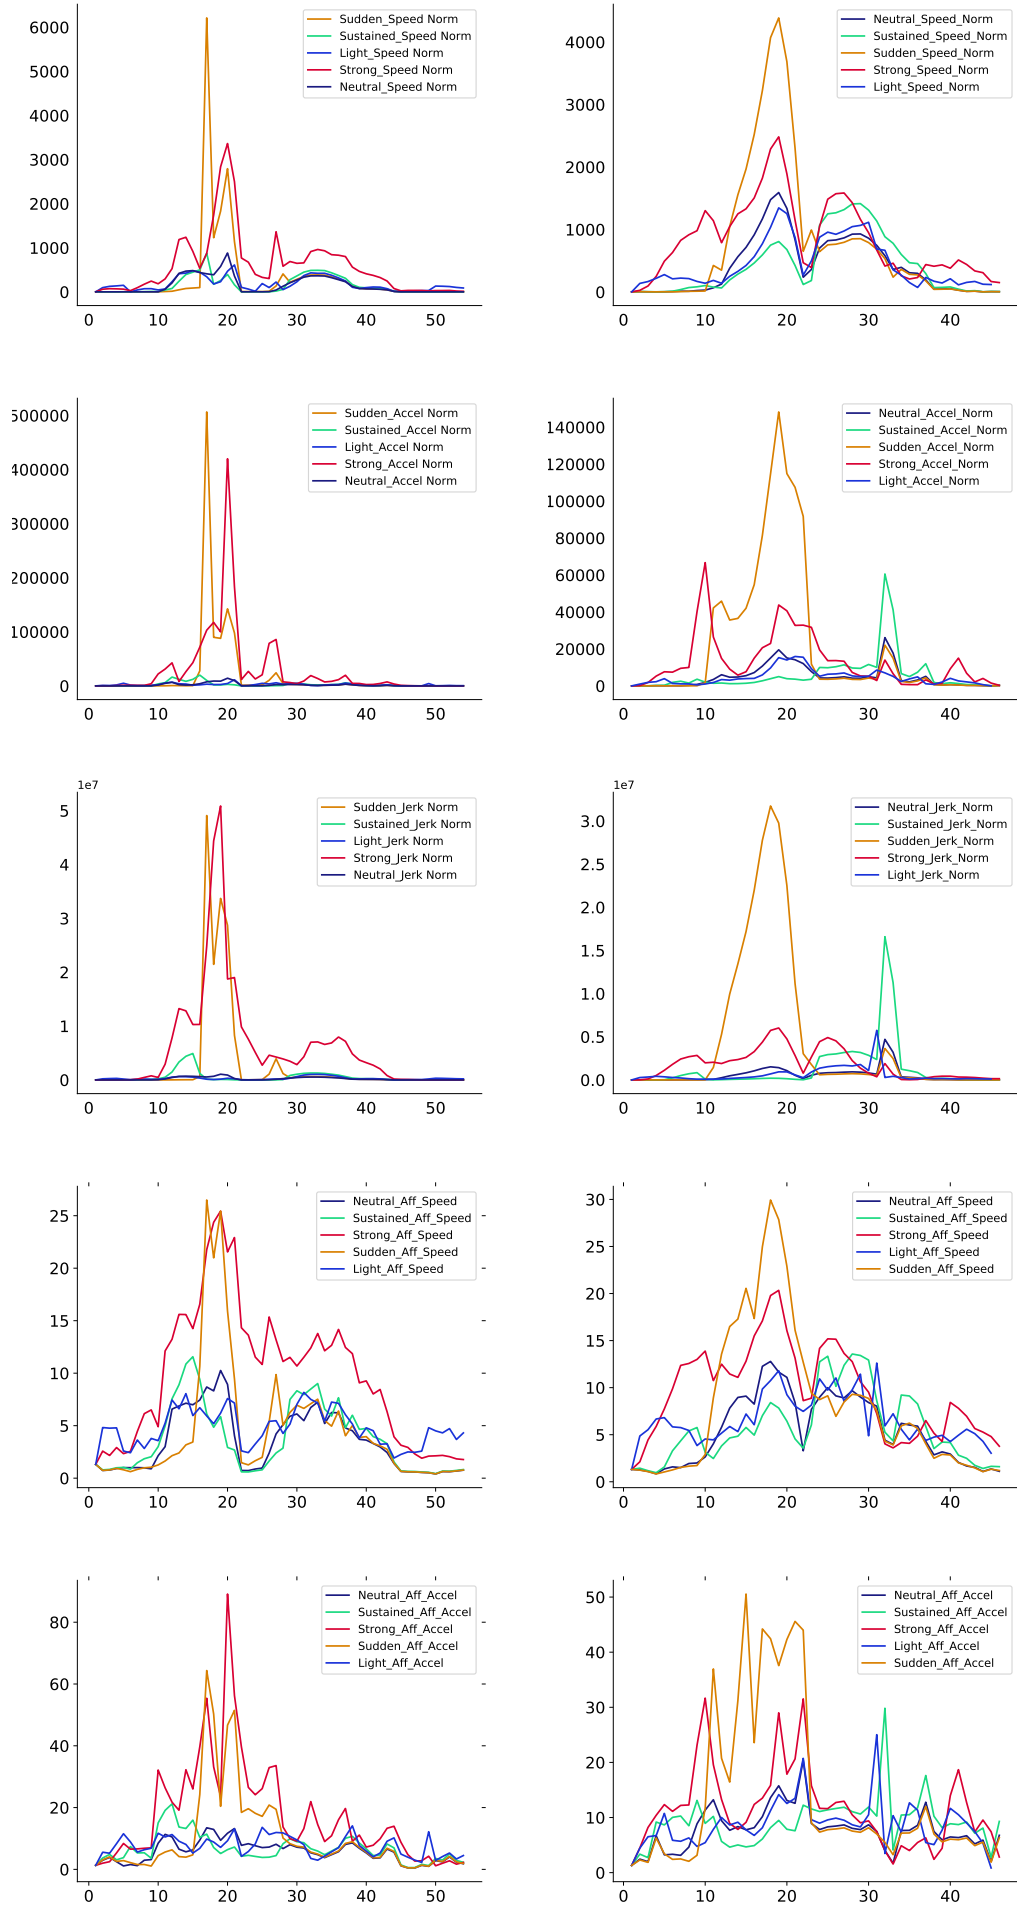 Sudden_Speed Norm
Sustained_Speed Norm
Light_Speed Norm
Strong_Speed Norm
Neutral_Speed Norm
6000
5000
4000
3000
2000
1000
0
0 10 20 30 40 50
Neutral_Speed_Norm
Sustained_Speed_Norm
Sudden_Speed_Norm
Strong_Speed_Norm
Light_Speed_Norm
4000
3000
2000
1000
0
0 10 20 30 40
Sudden_Accel Norm
Sustained_Accel Norm
Light_Accel Norm
Strong_Accel Norm
Neutral_Accel Norm
500000
400000
300000
200000
100000
0
0 10 20 30 40 50
Neutral_Accel_Norm
Sustained_Accel_Norm
Sudden_Accel_Norm
Strong_Accel_Norm
Light_Accel_Norm
140000
120000
100000
80000
60000
40000
20000
0
0 10 20 30 40
1e7
Sudden_Jerk Norm
Sustained_Jerk Norm
Light_Jerk Norm
Strong_Jerk Norm
Neutral_Jerk Norm
5
4
3
2
1
0
0 10 20 30 40 50
1e7
Neutral_Jerk_Norm
Sustained_Jerk_Norm
Sudden_Jerk_Norm
Strong_Jerk_Norm
Light_Jerk_Norm
3.0
2.5
2.0
1.5
1.0
0.5
0.0
0 10 20 30 40
Neutral_Aff_Speed
Sustained_Aff_Speed
Strong_Aff_Speed
Sudden_Aff_Speed
Light_Aff_Speed
25
20
15
10
5
0
0 10 20 30 40 50
Neutral_Aff_Speed
Sustained_Aff_Speed
Strong_Aff_Speed
Light_Aff_Speed
Sudden_Aff_Speed
30
25
20
15
10
5
0
0 10 20 30 40
Neutral_Aff_Accel
Sustained_Aff_Accel
Strong_Aff_Accel
Sudden_Aff_Accel
Light_Aff_Accel
80
60
40
20
0
0 10 20 30 40 50
Neutral_Aff_Accel
Sustained_Aff_Accel
Strong_Aff_Accel
Light_Aff_Accel
Sudden_Aff_Accel
50
40
30
20
10
0
0 10 20 30 40